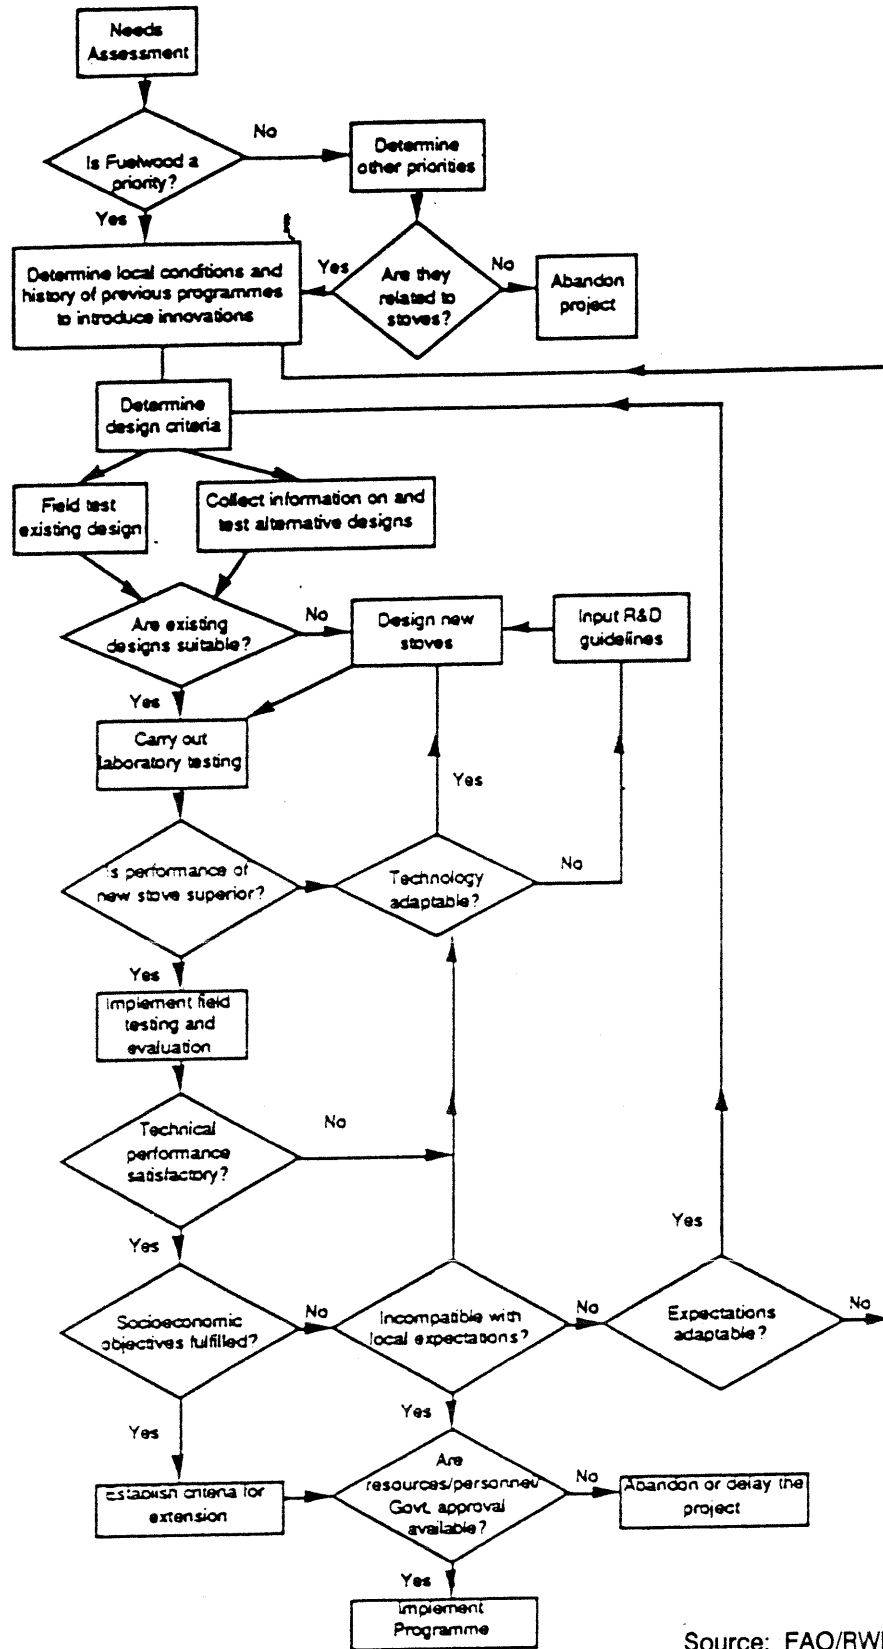 Needs
Assessment
No
Is Fuelwood a
priority?
Determine
other priorities
Yes
Determine local conditions and
history of previous programmes
to introduce innovations
Yes
Are they
related to
stoves?
No
Abandon
project
Determine
design criteria
Field test
existing design
Collect information on and
test alternative designs
Are existing
designs suitable?
No
Design new
stoves
Input R&D
guidelines
Yes
Carry out
laboratory testing
Yes
Is performance of
new stove superior?
Technology
adaptable?
No
Yes
Implement field
testing and
evaluation
Technical
performance
satisfactory?
No
Yes
Yes
Socioeconomic
objectives fulfilled?
No
Incompatible with
local expectations?
No
Expectations
adaptable?
No
Yes
Yes
Establish criteria for
extension
Are
resources/personnel/
Govt. approval
available?
No
Abandon or delay the
project
Yes
Implement
Programme
Source: FAO/RW